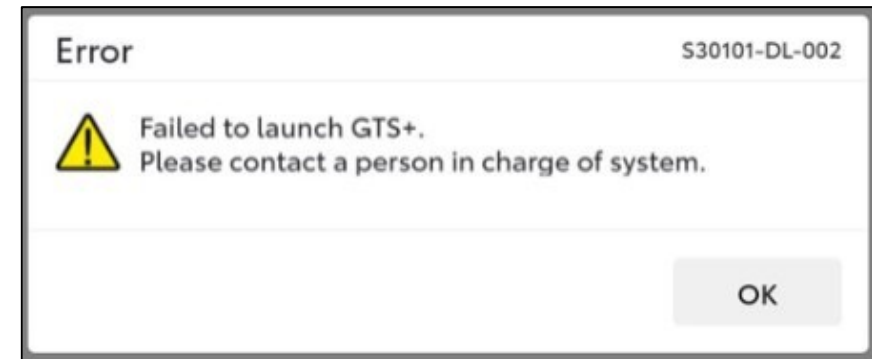 Error
S30101-DL-002
Failed to launch GTS+.
Please contact a person in charge of system.
OK